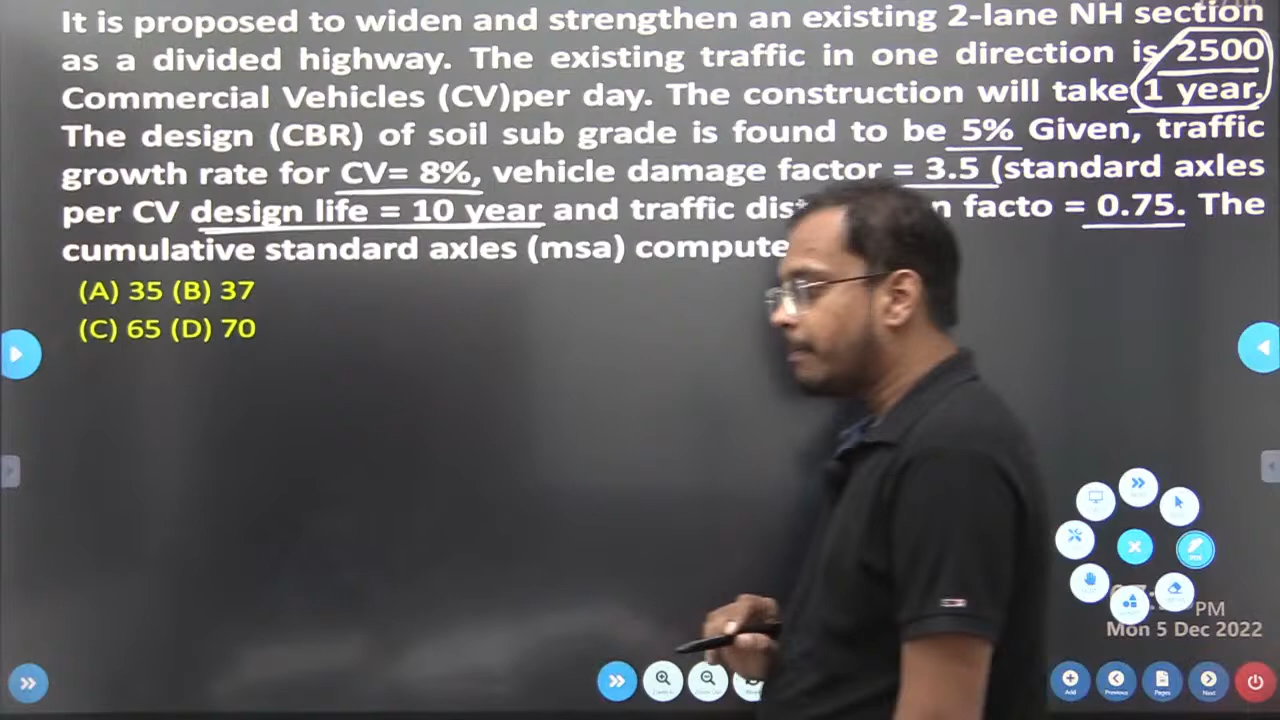 It is proposed to widen and strengthen an existing 2-lane NH section
as a divided highway. The existing traffic in one direction is 2500
Commercial Vehicles (CV)per day. The construction will take 1 year.
The design (CBR) of soil sub grade is found to be 5% Given, traffic
growth rate for CV= 8%, vehicle damage factor = 3.5 (standard axles
per CV design life = 10 year and traffic facto = 0.75. The
cumulative standard axles (msa)
(A) 35 (B) 37
(C) 65 (D) 70
PM
Mon 5 Dec 2022
Add
Previous
Pages
Next